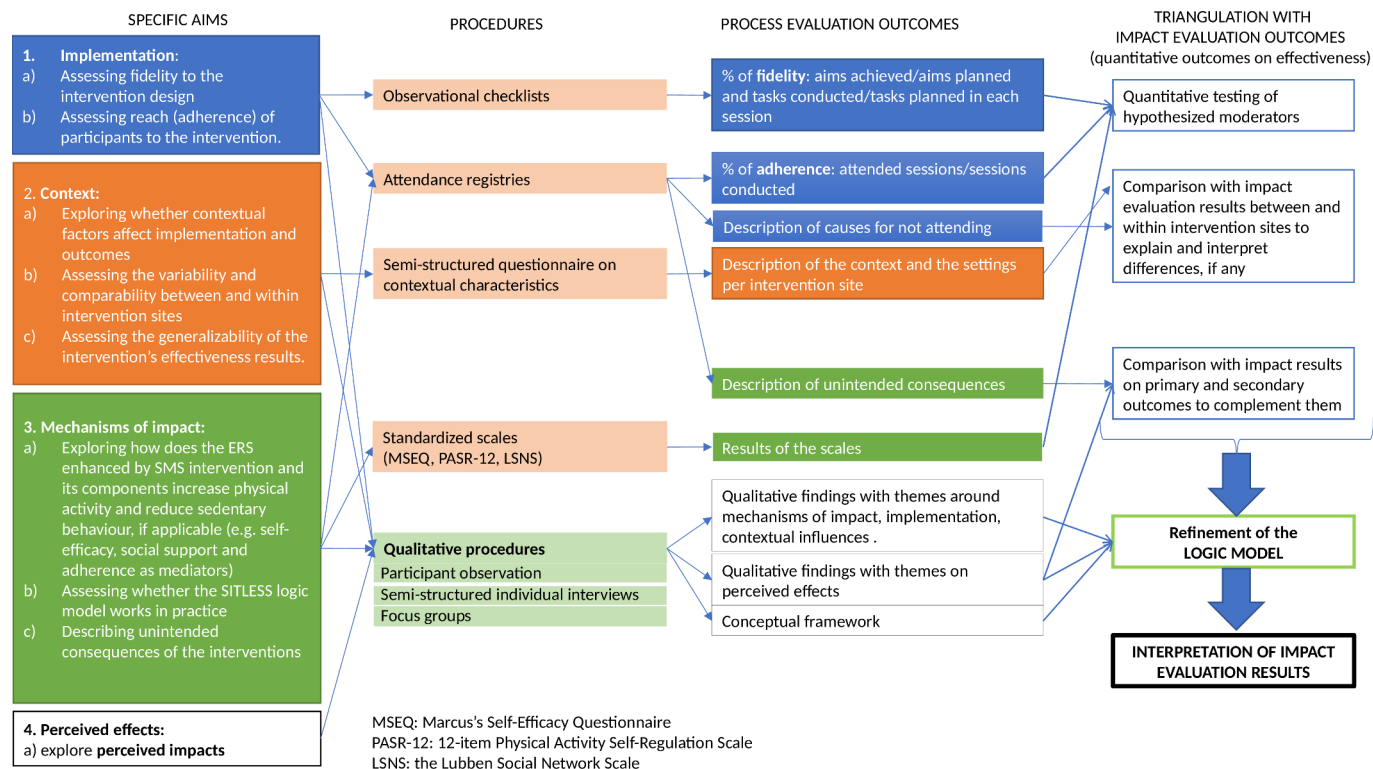 SPECIFIC AIMS
1. Implementation:
a) Assessing fidelity to the
intervention design
b) Assessing reach (adherence) of
participants to the intervention.
2. Context:
a) Exploring whether contextual
factors affect implementation and
outcomes
b) Assessing the variability and
comparability between and within
intervention sites
c) Assessing the generalizability of the
intervention’s effectiveness results.
3. Mechanisms of impact:
a) Exploring how does the ERS
enhanced by SMS intervention and
its components increase physical
activity and reduce sedentary
behaviour, if applicable (e.g. self-
efficacy, social support and
adherence as mediators)
b) Assessing whether the SITLESS logic
model works in practice
c) Describing unintended
consequences of the interventions
4. Perceived effects:
a) explore perceived impacts
PROCEDURES
Observational checklists
Attendance registries
Semi-structured questionnaire on
contextual characteristics
Standardized scales
(MSEQ, PASR-12, LSNS)
Qualitative procedures
Participant observation
Semi-structured individual interviews
Focus groups
MSEQ: Marcus’s Self-Efficacy Questionnaire
PASR-12: 12-item Physical Activity Self-Regulation Scale
LSNS: the Lubben Social Network Scale
PROCESS EVALUATION OUTCOMES
% of fidelity: aims achieved/aims planned
and tasks conducted/tasks planned in each
session
% of adherence: attended sessions/sessions
conducted
Description of causes for not attending
Description of the context and the settings
per intervention site
Description of unintended consequences
Results of the scales
Qualitative findings with themes around
mechanisms of impact, implementation,
contextual influences .
Qualitative findings with themes on
perceived effects
Conceptual framework
TRIANGULATION WITH
IMPACT EVALUATION OUTCOMES
(quantitative outcomes on effectiveness)
Quantitative testing of
hypothesized moderators
Comparison with impact
evaluation results between and
within intervention sites to
explain and interpret
differences, if any
Comparison with impact results
on primary and secondary
outcomes to complement them
Refinement of the
LOGIC MODEL
INTERPRETATION OF IMPACT
EVALUATION RESULTS